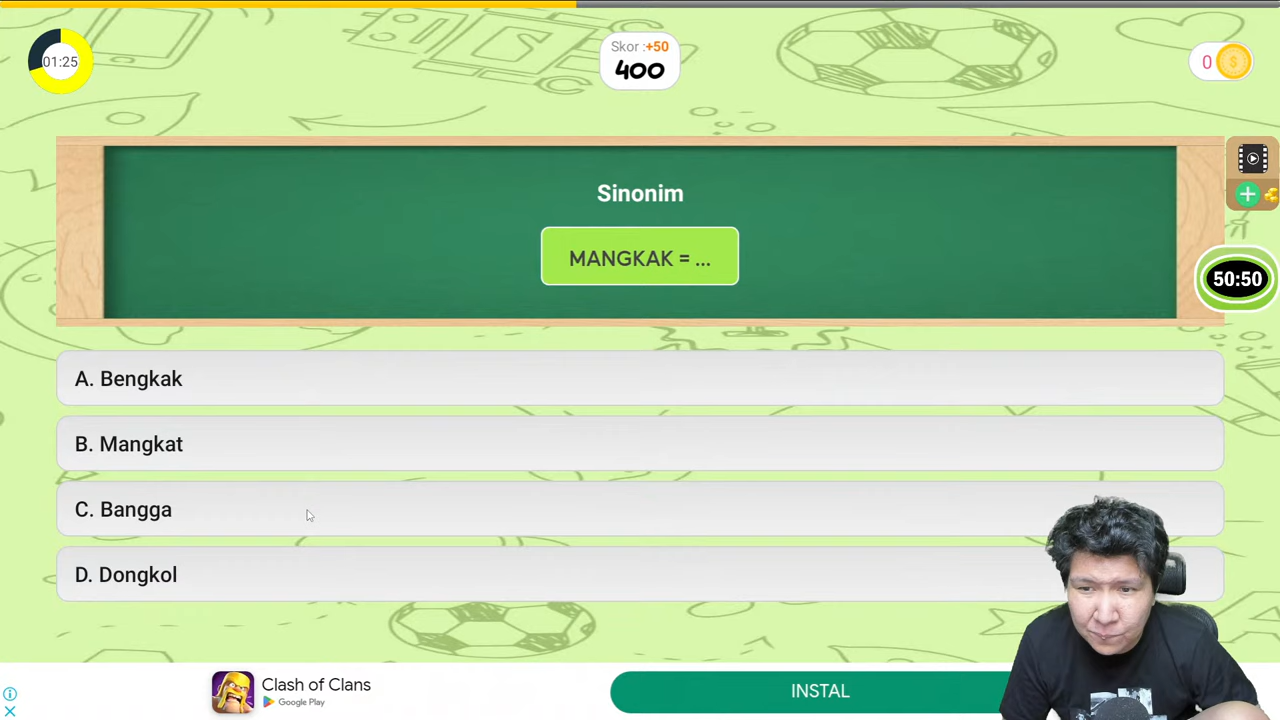 01:25
Skor :+50
400
0
Sinonim
MANGKAK = ...
50:50
A. Bengkak
B. Mangkat
C. Bangga
D. Dongkol
Clash of Clans
Google Play
INSTAL